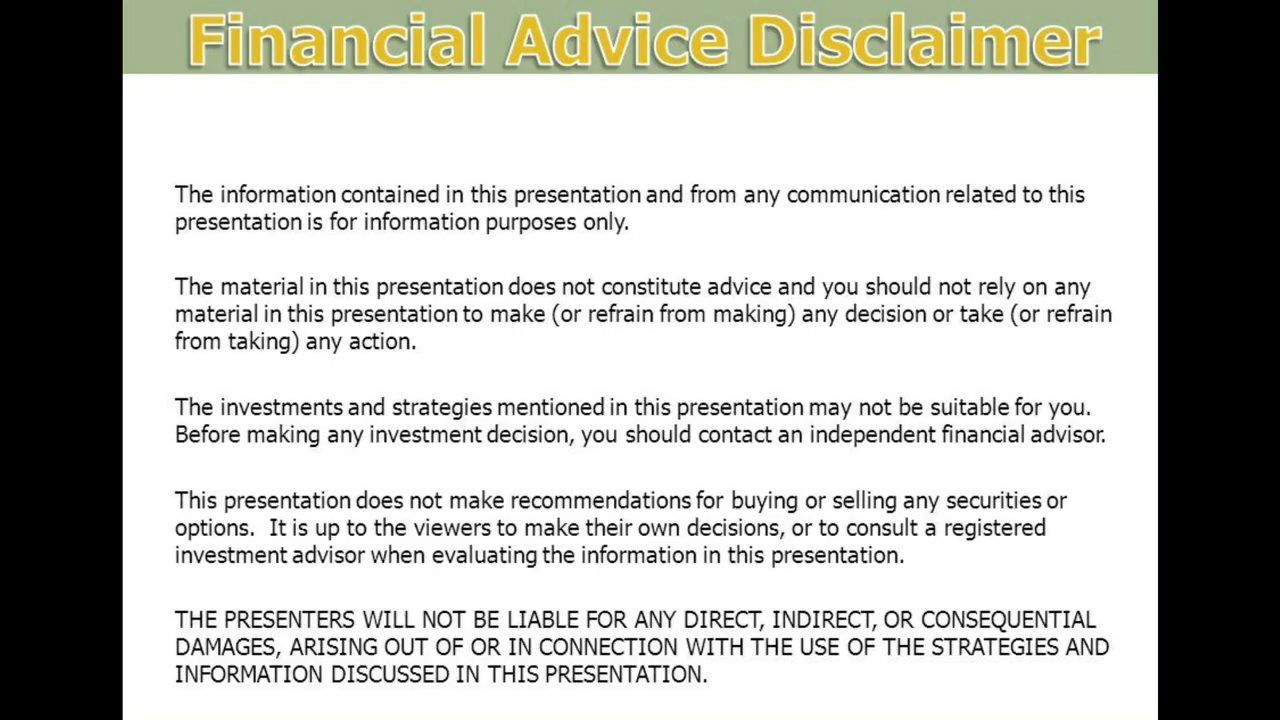 Financial Advice Disclaimer
The information contained in this presentation and from any communication related to this
presentation is for information purposes only.
The material in this presentation does not constitute advice and you should not rely on any
material in this presentation to make (or refrain from making) any decision or take (or refrain
from taking) any action.
The investments and strategies mentioned in this presentation may not be suitable for you.
Before making any investment decision, you should contact an independent financial advisor.
This presentation does not make recommendations for buying or selling any securities or
options. It is up to the viewers to make their own decisions, or to consult a registered
investment advisor when evaluating the information in this presentation.
THE PRESENTERS WILL NOT BE LIABLE FOR ANY DIRECT, INDIRECT, OR CONSEQUENTIAL
DAMAGES, ARISING OUT OF OR IN CONNECTION WITH THE USE OF THE STRATEGIES AND
INFORMATION DISCUSSED IN THIS PRESENTATION.